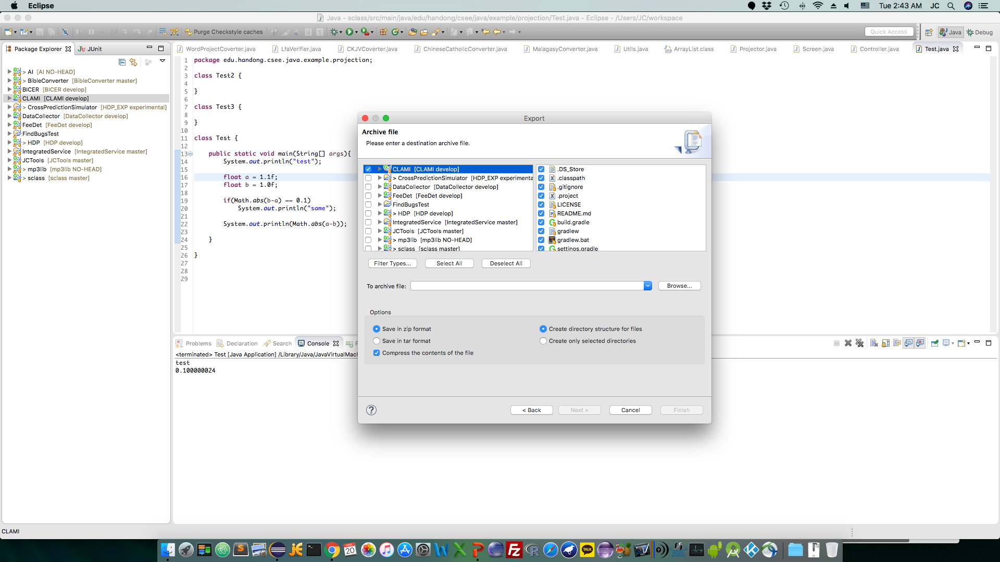 Eclipse
Tue 2:43 AM JC
Java - sclass/src/main/java/edu/handong/csee/java/example/projection/Test.java - Eclipse - /Users/JC/workspace
Purge Checkstyle caches
Quick Access
Java
Debug
Package Explorer
JUnit
WordProjectCoverter.java
LfaVerifier.java
CKJVCoverter.java
ChineseCatholicConverter.java
MalagasyConverter.java
Utils.java
ArrayList.class
Projector.java
Screen.java
Controller.java
Test.java
> AI [AI NO-HEAD]
> BibleConverter [BibleConverter master]
BICER [BICER develop]
CLAMI [CLAMI develop]
> CrossPredictionSimulator [HDP_EXP experimental]
DataCollector [DataCollector develop]
FeeDet [FeeDet develop]
FindBugsTest
> HDP [HDP develop]
IntegratedService [IntegratedService master]
JCTools [JCTools master]
> mp3lib [mp3lib NO-HEAD]
> sclass [sclass master]
1 package edu.handong.csee.java.example.projection;
2
3 class Test2 {
4
5 }
6
7 class Test3 {
8
9 }
10
11 class Test {
12
13 public static void main(String[] args){
14 System.out.println("test");
15
16 float a = 1.1f;
17 float b = 1.0f;
18
19 if(Math.abs(b-a) == 0.1)
20 System.out.println("same");
21
22 System.out.println(Math.abs(a-b));
23
24 }
25
26 }
27
28
29
Export
Archive file
Please enter a destination archive file.
CLAMI [CLAMI develop]
> CrossPredictionSimulator [HDP_EXP experimenta
DataCollector [DataCollector develop]
FeeDet [FeeDet develop]
FindBugsTest
> HDP [HDP develop]
IntegratedService [IntegratedService master]
JCTools [JCTools master]
> mp3lib [mp3lib NO-HEAD]
> sclass [sclass master]
.DS_Store
.classpath
.gitignore
.project
LICENSE
README.md
build.gradle
gradlew
gradlew.bat
settings.gradle
Filter Types...
Select All
Deselect All
To archive file:
Browse...
Options
Save in zip format
Save in tar format
Compress the contents of the file
Create directory structure for files
Create only selected directories
?
< Back
Next >
Cancel
Finish
Problems
Declaration
Search
Console
<terminated> Test [Java Application] /Library/Java/JavaVirtualMach
test
0.100000024
CLAMI
MAR
20
TALK